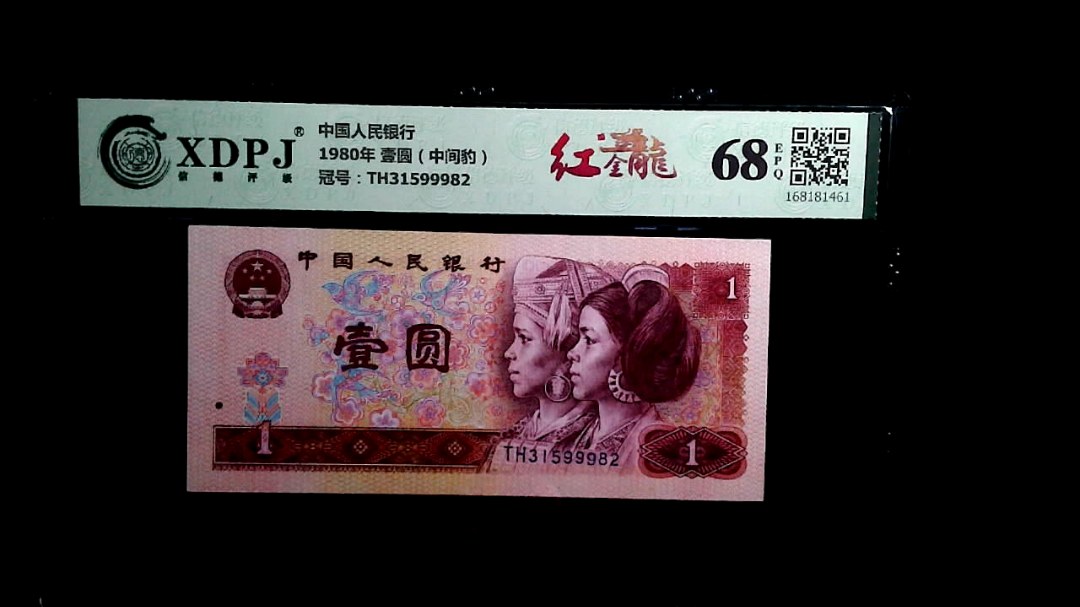 XDPJ®
信德评级
中国人民银行
1980年 壹圆（中间豹）
冠号：TH31599982
红金龍
68
EPQ
168181461
中国人民银行
1
壹圆
1
TH31599982
1